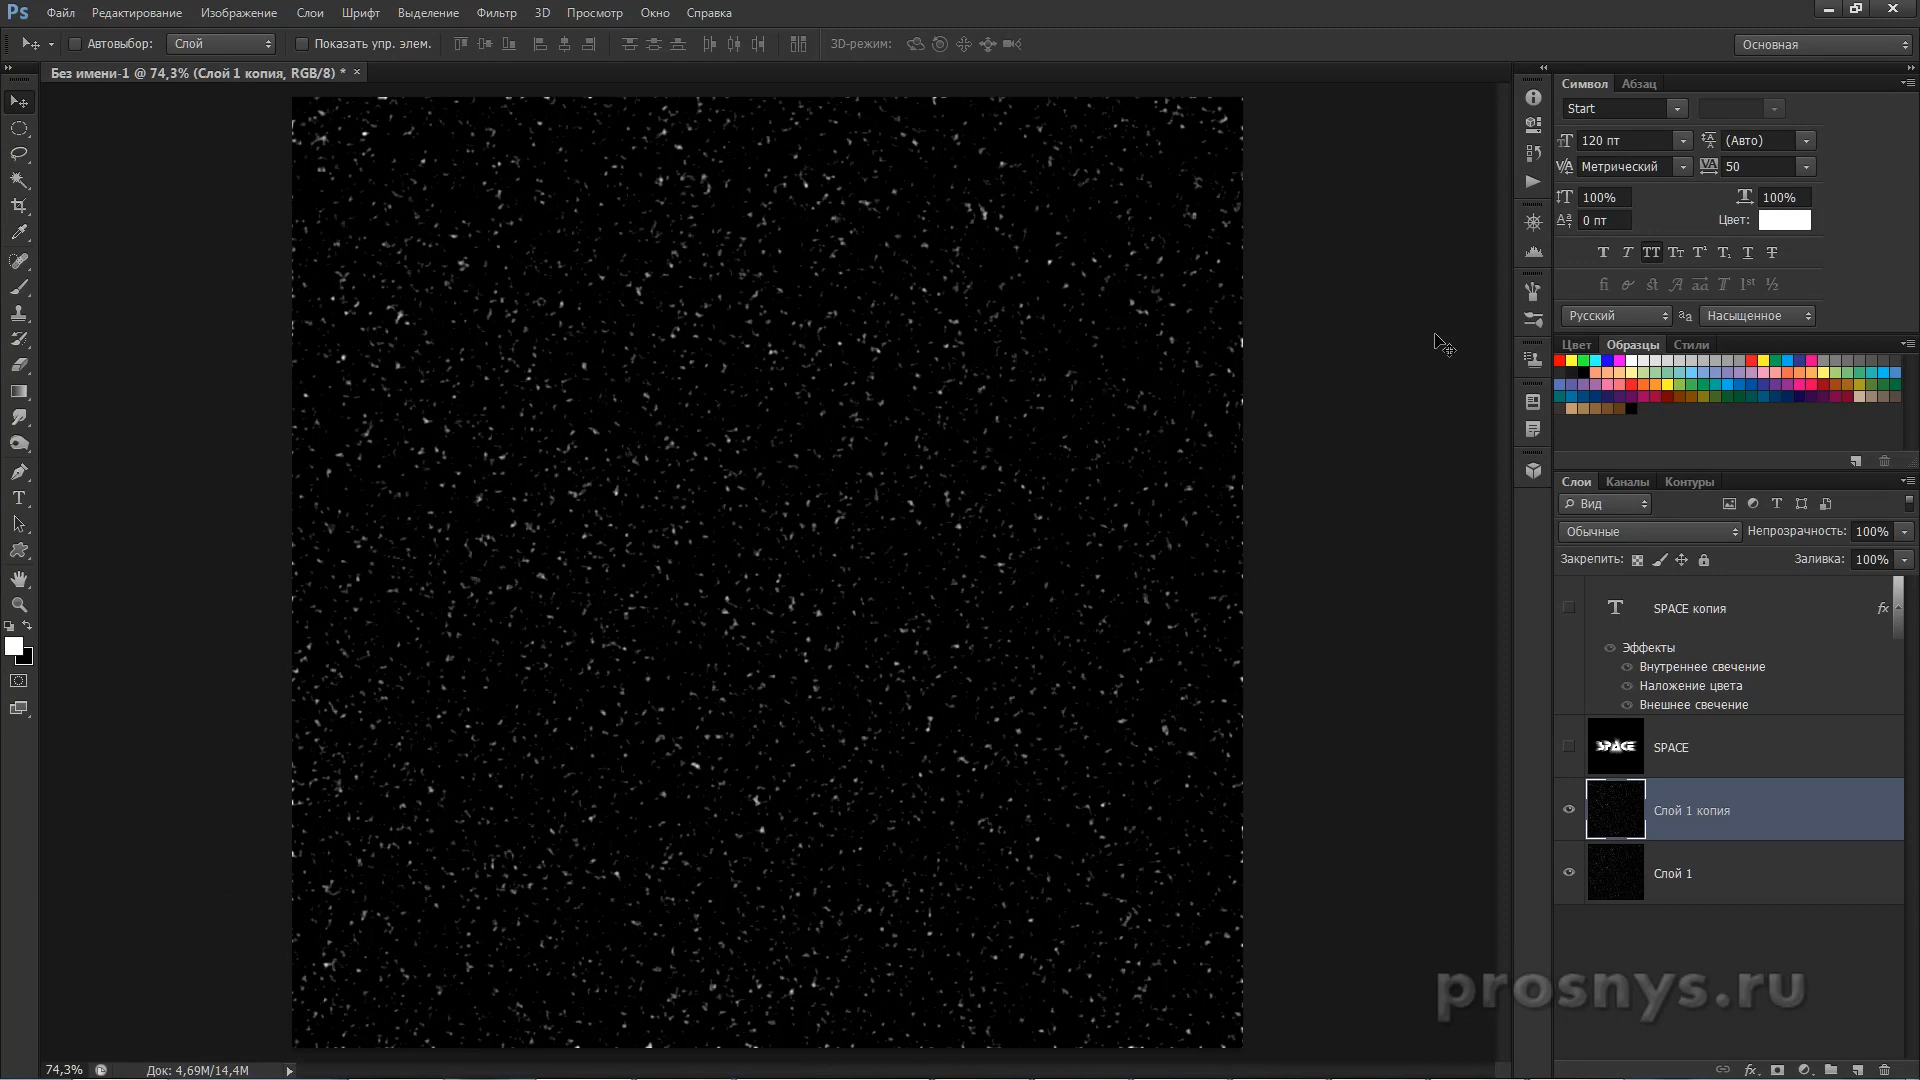 Ps Файл Редактирование Изображение Слои Шрифт Выделение Фильтр 3D Просмотр Окно Справка
Автовыбор: Слой Показать упр. элем. 3D-режим: Основная
Без имени-1 @ 74,3% (Слой 1 копия, RGB/8) * ×
Символ Абзац
Start
120 пт (Авто)
Метрический 50
100% 100%
0 пт Цвет:
Русский Насыщенное
Цвет Образцы Стили
Слои Каналы Контуры
Вид
Обычные Непрозрачность: 100%
Закрепить: Заливка: 100%
SPACE копия fx
Эффекты
Внутреннее свечение
Наложение цвета
Внешнее свечение
SPACE SPACE
Слой 1 копия
Слой 1
prosnys.ru
74,3% Док: 4,69M/14,4M